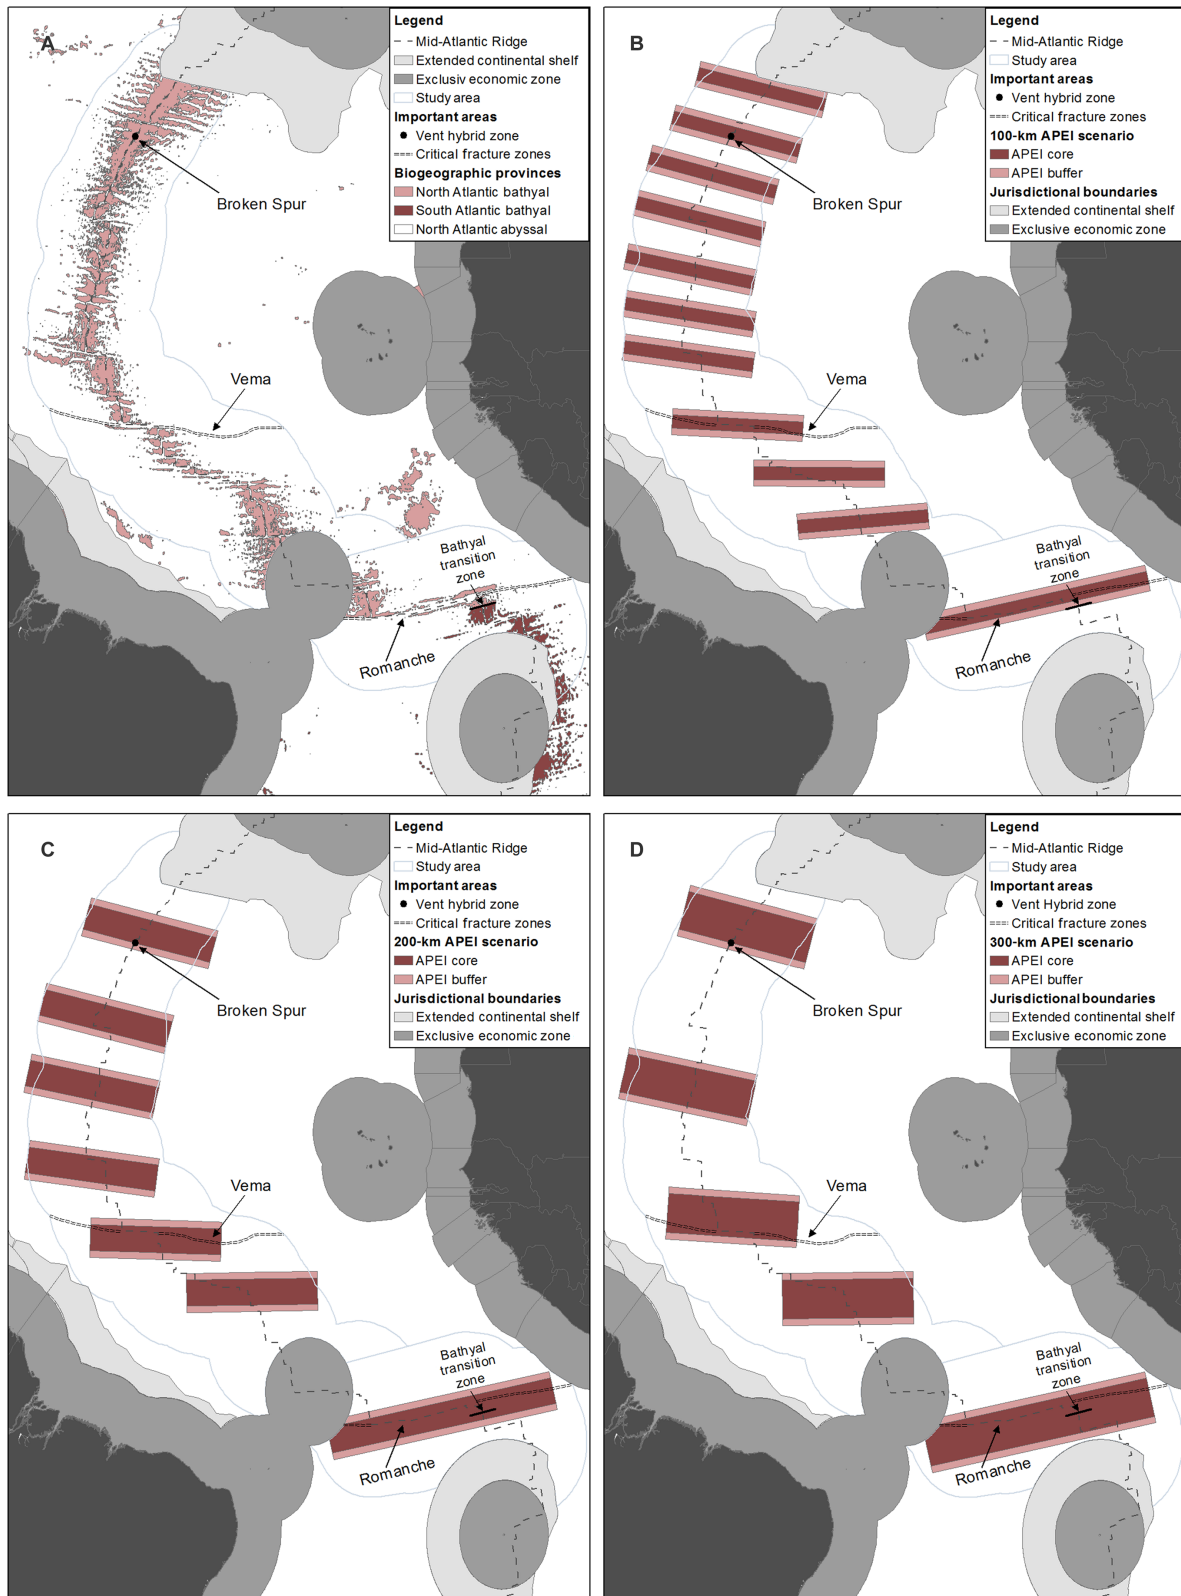 A
Legend
Mid-Atlantic Ridge
Extended continental shelf
Exclusiv economic zone
Study area
Important areas
Vent hybrid zone
Critical fracture zones
Biogeographic provinces
North Atlantic bathyal
South Atlantic bathyal
North Atlantic abyssal
Broken Spur
Vema
Bathyal
transition
zone
Romanche
B
Legend
Mid-Atlantic Ridge
Study area
Important areas
Vent hybrid zone
Critical fracture zones
100-km APEI scenario
APEI core
APEI buffer
Jurisdictional boundaries
Extended continental shelf
Exclusive economic zone
Broken Spur
Vema
Bathyal
transition
zone
Romanche
C
Legend
Mid-Atlantic Ridge
Study area
Important areas
Vent hybrid zone
Critical fracture zones
200-km APEI scenario
APEI core
APEI buffer
Jurisdictional boundaries
Extended continental shelf
Exclusive economic zone
Broken Spur
Vema
Bathyal
transition
zone
Romanche
D
Legend
Mid-Atlantic Ridge
Study area
Important areas
Vent Hybrid zone
Critical fracture zones
300-km APEI scenario
APEI core
APEI buffer
Jurisdictional boundaries
Extended continental shelf
Exclusive economic zone
Broken Spur
Vema
Bathyal
transition
zone
Romanche